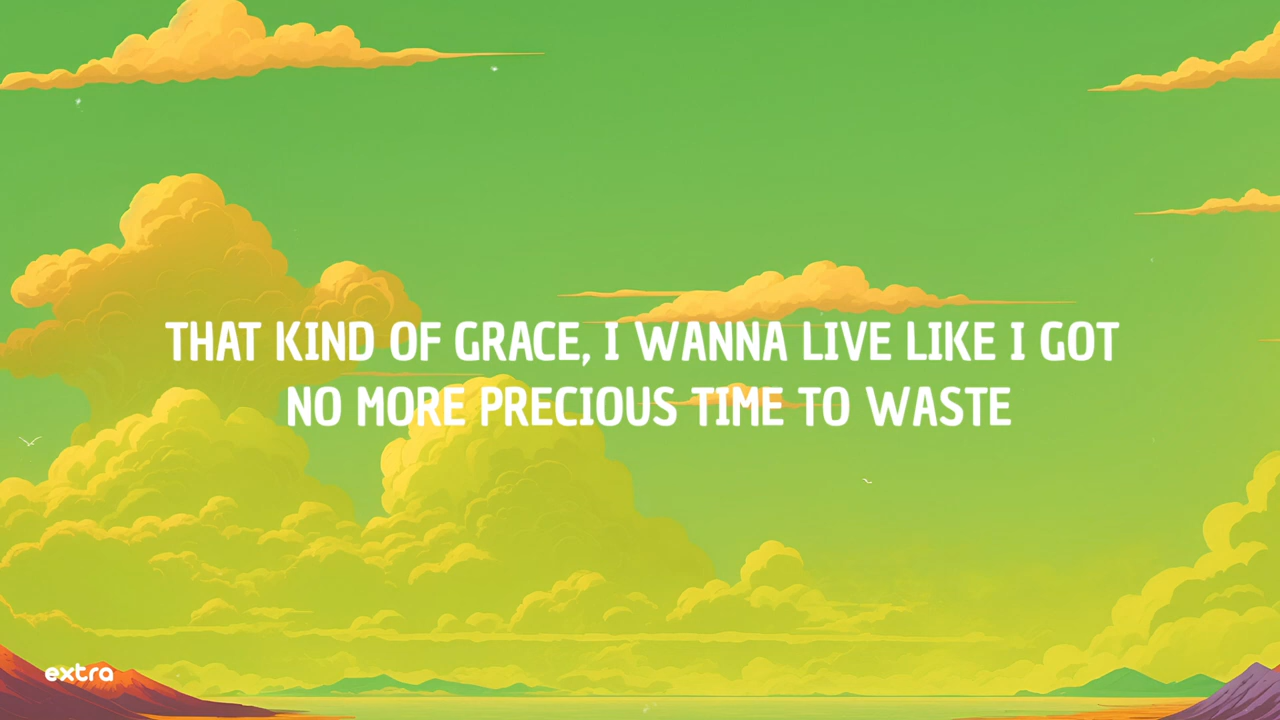 THAT KIND OF GRACE, I WANNA LIVE LIKE I GOT
NO MORE PRECIOUS TIME TO WASTE
extra